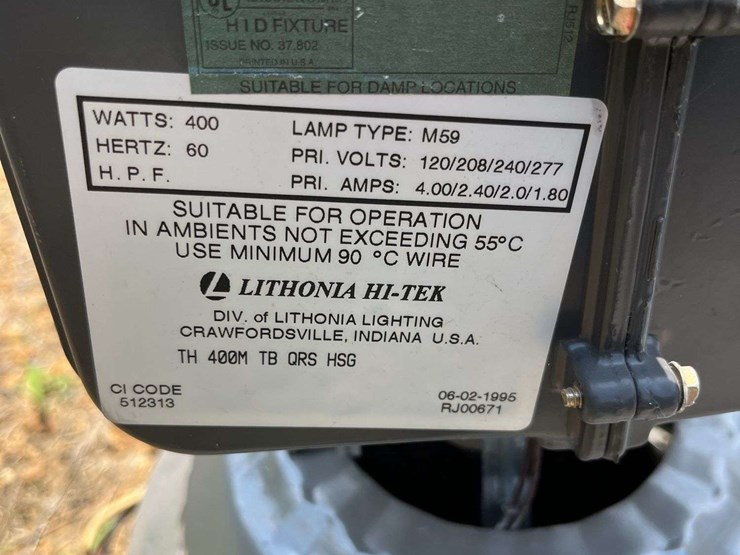 UL
HID FIXTURE
ISSUE NO. 37,802
PRINTED IN U.S.A.
RJ512
SUITABLE FOR DAMP LOCATIONS
WATTS: 400
HERTZ: 60
H. P. F.
LAMP TYPE: M59
PRI. VOLTS: 120/208/240/277
PRI. AMPS: 4.00/2.40/2.0/1.80
SUITABLE FOR OPERATION
IN AMBIENTS NOT EXCEEDING 55°C
USE MINIMUM 90 °C WIRE
LITHONIA HI-TEK
DIV. of LITHONIA LIGHTING
CRAWFORDSVILLE, INDIANA U.S.A.
TH 400M TB QRS HSG
CI CODE
512313
06-02-1995
RJ00671